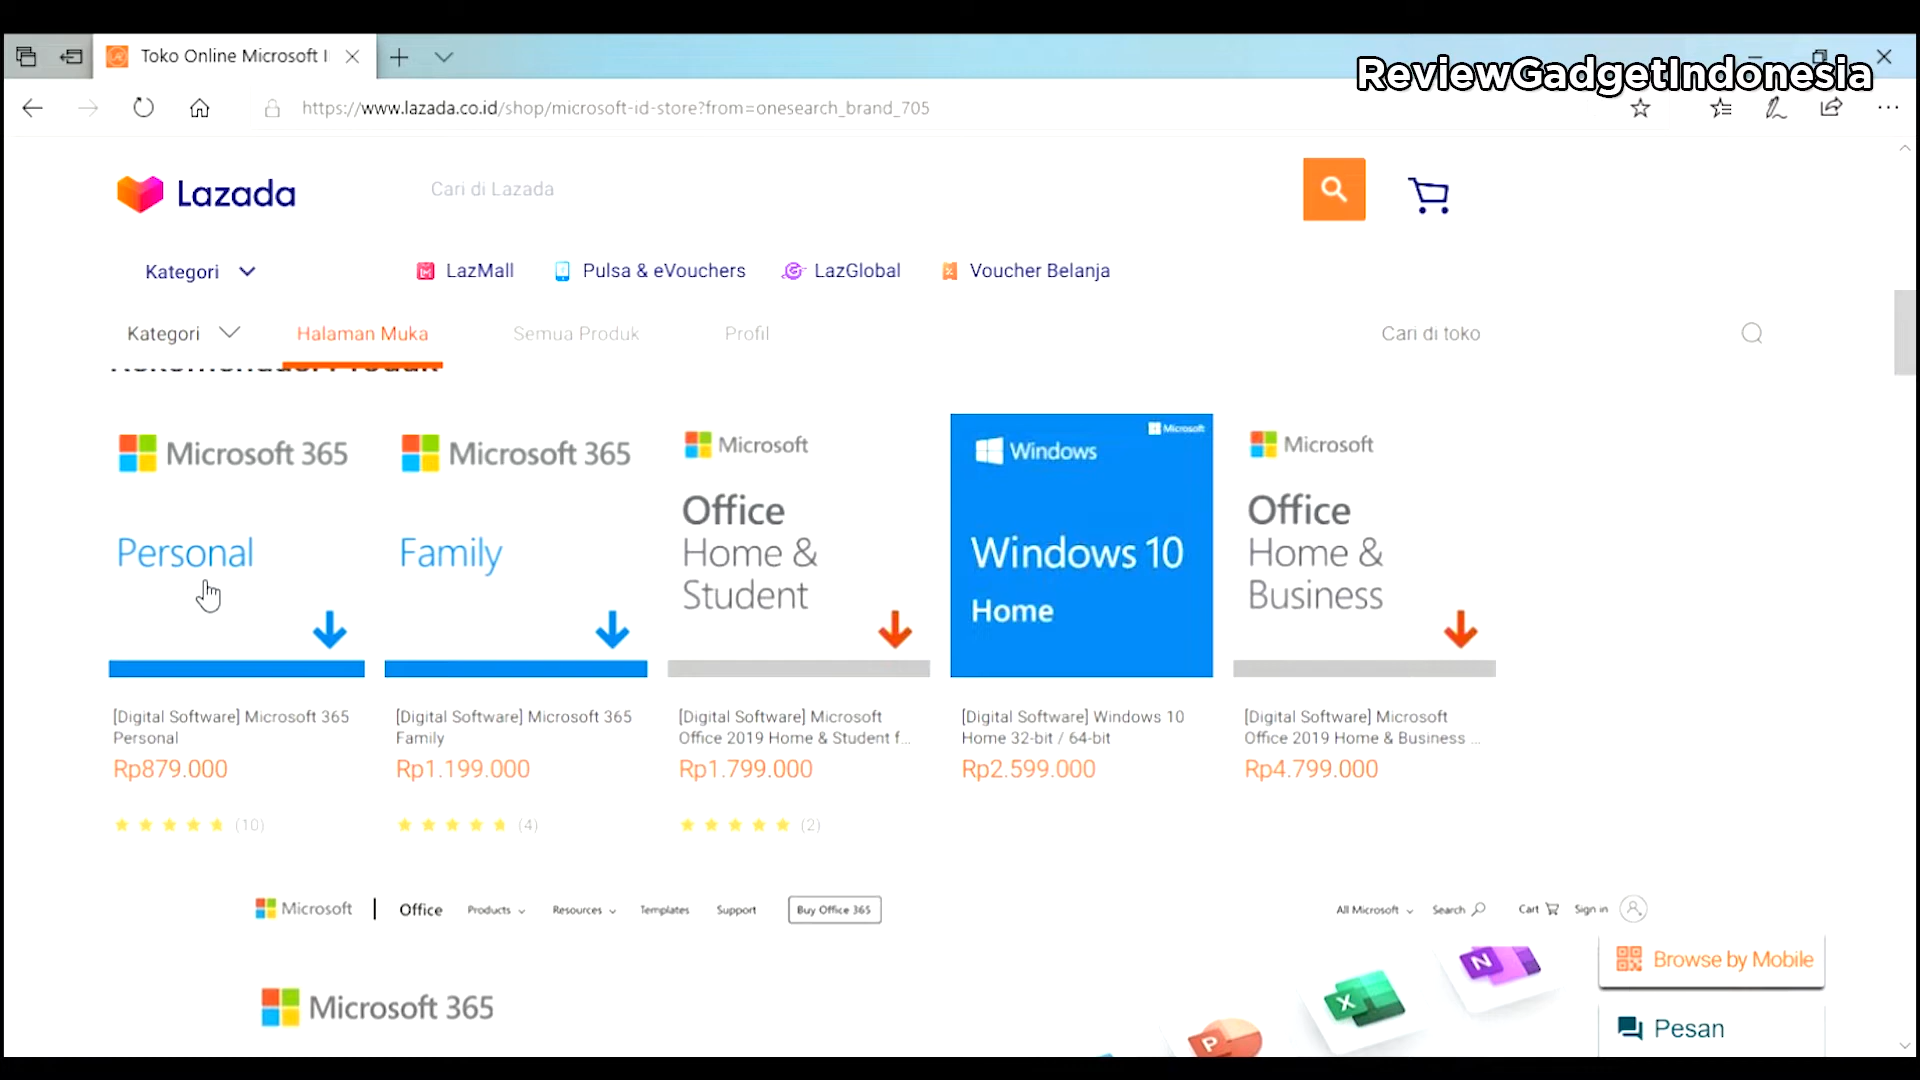 Toko Online Microsoft I
ReviewGadgetIndonesia
https://www.lazada.co.id/shop/microsoft-id-store?from=onesearch_brand_705
Lazada
Cari di Lazada
Kategori
LazMall
Pulsa & eVouchers
LazGlobal
Voucher Belanja
Kategori
Halaman Muka
Semua Produk
Profil
Cari di toko
Microsoft 365
Personal
Microsoft 365
Family
Microsoft
Office
Home &
Student
Microsoft
Windows
Windows 10
Home
Microsoft
Office
Home &
Business
[Digital Software] Microsoft 365
Personal
Rp879.000
(10)
[Digital Software] Microsoft 365
Family
Rp1.199.000
(4)
[Digital Software] Microsoft
Office 2019 Home & Student f...
Rp1.799.000
(2)
[Digital Software] Windows 10
Home 32-bit / 64-bit
Rp2.599.000
[Digital Software] Microsoft
Office 2019 Home & Business ...
Rp4.799.000
Microsoft
Office
Products
Resources
Templates
Support
Buy Office 365
All Microsoft
Search
Cart
Sign in
Microsoft 365
P
X
N
Browse by Mobile
Pesan